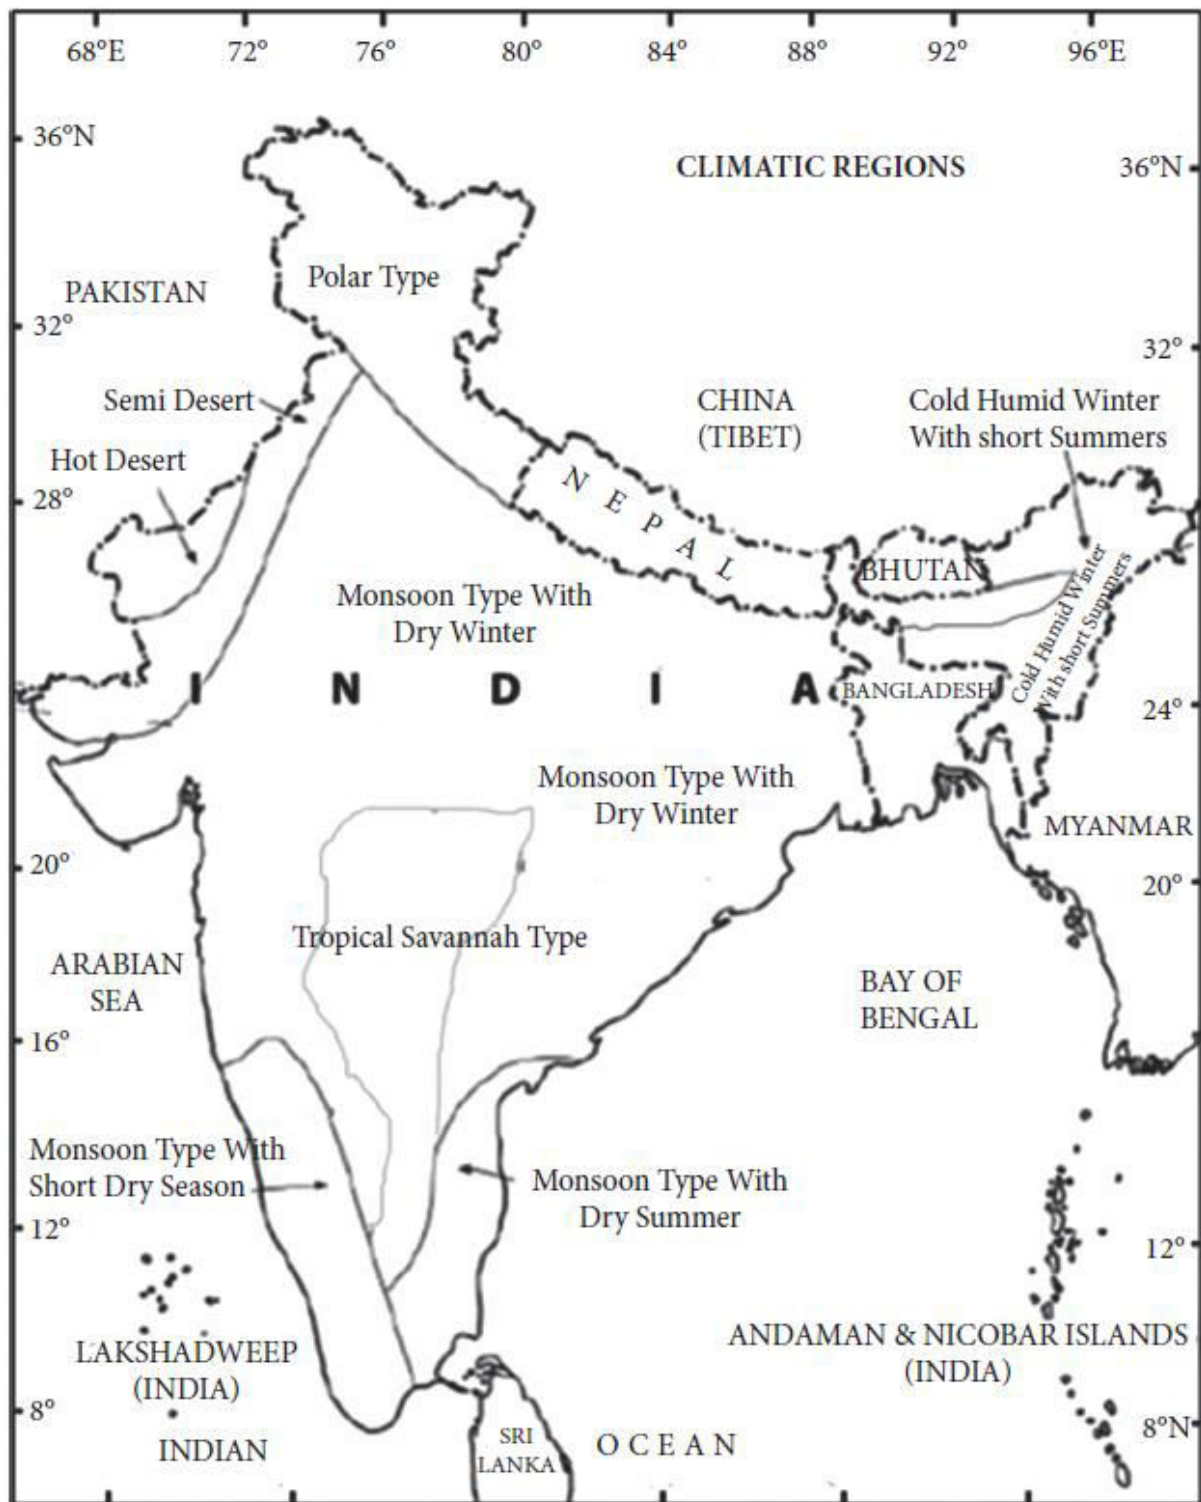 68°E 72° 76° 80° 84° 88° 92° 96°E
36°N
CLIMATIC REGIONS
36°N
Polar Type
PAKISTAN
32°
32°
Semi Desert
CHINA
(TIBET)
Cold Humid Winter
With short Summers
Hot Desert
28°
28°
NEPAL
BHUTAN
Monsoon Type With
Dry Winter
Cold Humid Winter
With short Summers
INDIA
BANGLADESH
24°
Monsoon Type With
Dry Winter
MYANMAR
20°
20°
Tropical Savannah Type
ARABIAN
SEA
BAY OF
BENGAL
16°
Monsoon Type With
Short Dry Season
Monsoon Type With
Dry Summer
12°
12°
ANDAMAN & NICOBAR ISLANDS
(INDIA)
LAKSHADWEEP
(INDIA)
8°
8°N
INDIAN
OCEAN
SRI
LANKA